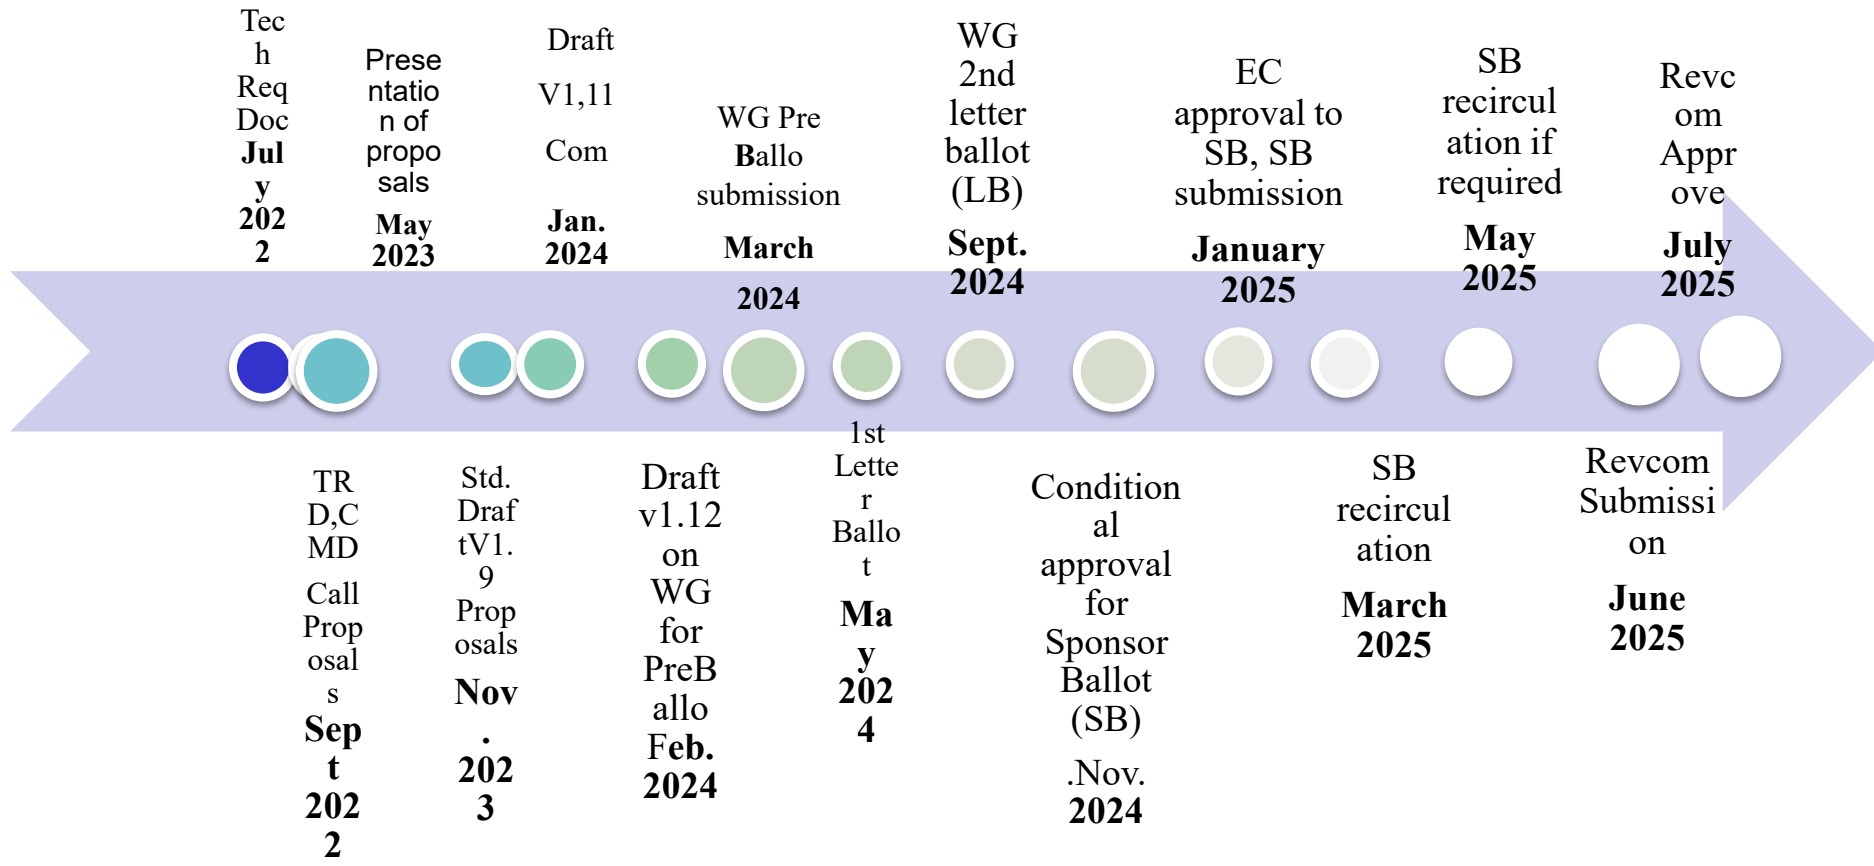 Tec
h
Req
Doc
Jul
y
202
2
Prese
ntatio
n of
propo
sals
May
2023
Draft
V1,11
Com
Jan.
2024
WG Pre
Ballo
submission
March
2024
WG
2nd
letter
ballot
(LB)
Sept.
2024
EC
approval to
SB, SB
submission
January
2025
SB
recircul
ation if
required
May
2025
Revc
om
Appr
ove
July
2025
TR
D,C
MD
Call
Prop
osal
s
Sep
t
202
2
Std.
Draf
tV1.
9
Prop
osals
Nov
.
202
3
Draft
v1.12
on
WG
for
PreB
allo
Feb.
2024
1st
Lette
r
Ballo
t
Ma
y
202
4
Condition
al
approval
for
Sponsor
Ballot
(SB)
.Nov.
2024
SB
recircul
ation
March
2025
Revcom
Submissi
on
June
2025